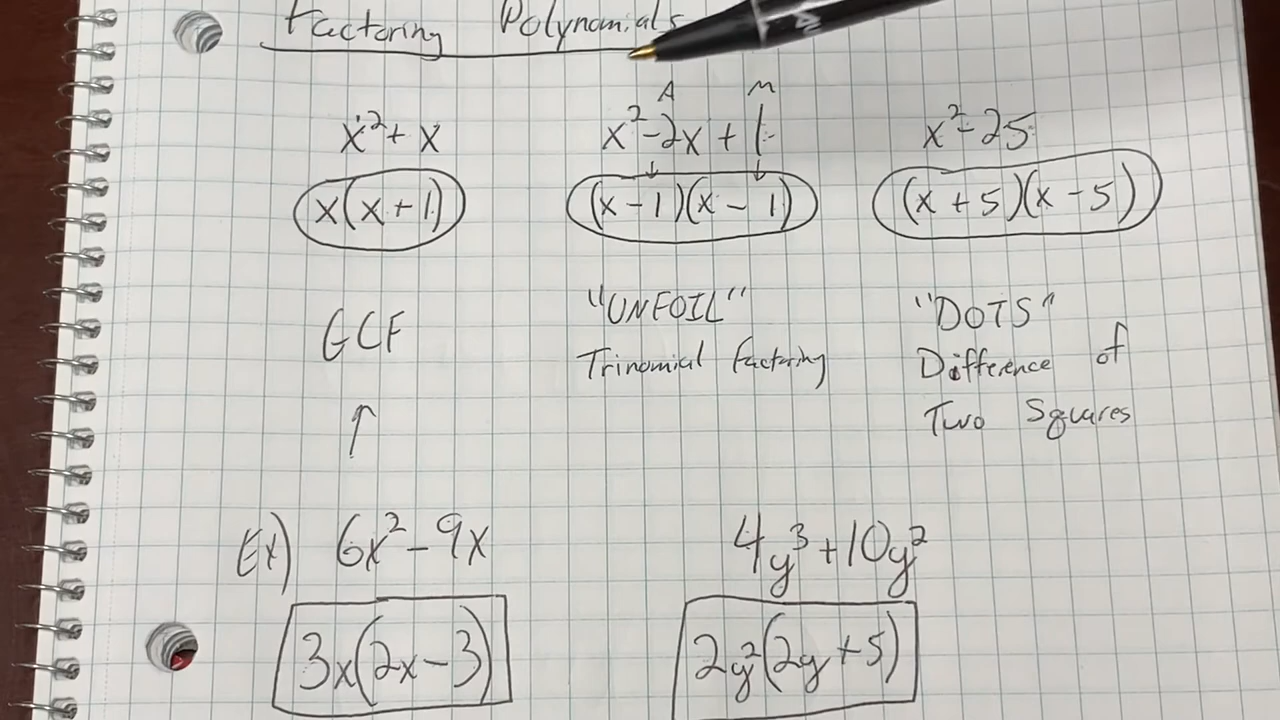 Factoring Polynomials
A M
x²+ x x²-2x + 1 x²-25
x(x+1) (x-1)(x-1) (x+5)(x-5)
GCF "UNFOIL" "DOTS"
Trinomial factoring Difference of
Two Squares
Ex) 6x²-9x 4y³+10y²
3x(2x-3) 2y²(2y+5)